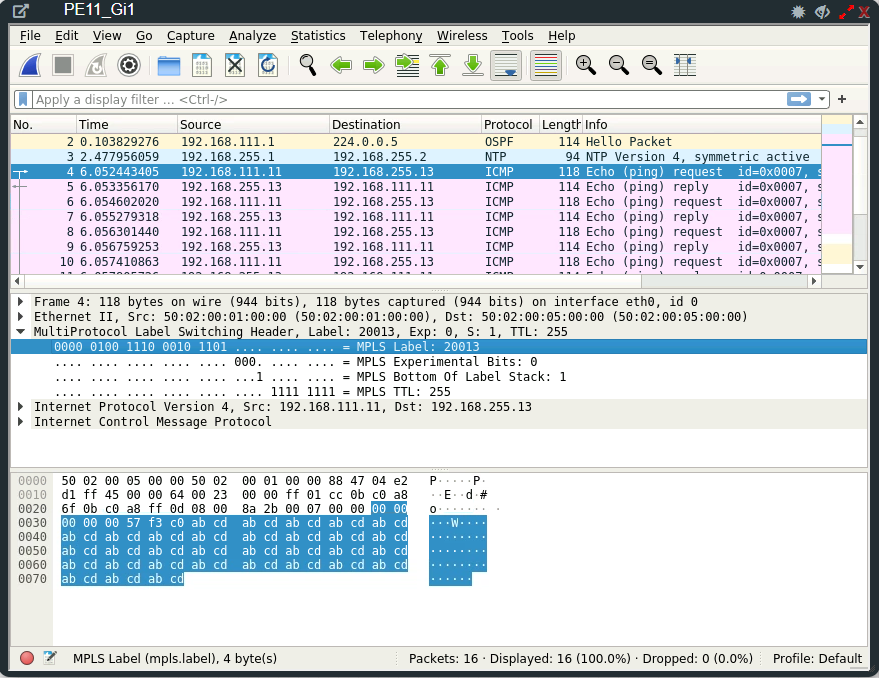 PE11_Gi1
File Edit View Go Capture Analyze Statistics Telephony Wireless Tools Help
Apply a display filter ... <Ctrl-/>
No. Time Source Destination Protocol Length Info
2 0.103829276 192.168.111.1 224.0.0.5 OSPF 114 Hello Packet
3 2.477956059 192.168.255.1 192.168.255.2 NTP 94 NTP Version 4, symmetric active
4 6.052443405 192.168.111.11 192.168.255.13 ICMP 118 Echo (ping) request id=0x0007, s
5 6.053356170 192.168.255.13 192.168.111.11 ICMP 114 Echo (ping) reply id=0x0007, s
6 6.054602020 192.168.111.11 192.168.255.13 ICMP 118 Echo (ping) request id=0x0007, s
7 6.055279318 192.168.255.13 192.168.111.11 ICMP 114 Echo (ping) reply id=0x0007, s
8 6.056301440 192.168.111.11 192.168.255.13 ICMP 118 Echo (ping) request id=0x0007, s
9 6.056759253 192.168.255.13 192.168.111.11 ICMP 114 Echo (ping) reply id=0x0007, s
10 6.057410863 192.168.111.11 192.168.255.13 ICMP 118 Echo (ping) request id=0x0007, s
Frame 4: 118 bytes on wire (944 bits), 118 bytes captured (944 bits) on interface eth0, id 0
Ethernet II, Src: 50:02:00:01:00:00 (50:02:00:01:00:00), Dst: 50:02:00:05:00:00 (50:02:00:05:00:00)
MultiProtocol Label Switching Header, Label: 20013, Exp: 0, S: 1, TTL: 255
0000 0100 1110 0010 1101 .... .... .... = MPLS Label: 20013
.... .... .... .... .... 000. .... .... = MPLS Experimental Bits: 0
.... .... .... .... .... ...1 .... .... = MPLS Bottom Of Label Stack: 1
.... .... .... .... .... .... 1111 1111 = MPLS TTL: 255
Internet Protocol Version 4, Src: 192.168.111.11, Dst: 192.168.255.13
Internet Control Message Protocol
0000 50 02 00 05 00 00 50 02 00 01 00 00 88 47 04 e2 P·····P·
0010 d1 ff 45 00 00 64 00 23 00 00 ff 01 cc 0b c0 a8 ··E··d·#
0020 6f 0b c0 a8 ff 0d 08 00 8a 2b 00 07 00 00 00 00 o······· ·
0030 00 00 00 57 f3 c0 ab cd ab cd ab cd ab cd ab cd ···W····
0040 ab cd ab cd ab cd ab cd ab cd ab cd ab cd ab cd ········
0050 ab cd ab cd ab cd ab cd ab cd ab cd ab cd ab cd ········
0060 ab cd ab cd ab cd ab cd ab cd ab cd ab cd ab cd ········
0070 ab cd ab cd ab cd ······
MPLS Label (mpls.label), 4 byte(s) Packets: 16 · Displayed: 16 (100.0%) · Dropped: 0 (0.0%) Profile: Default